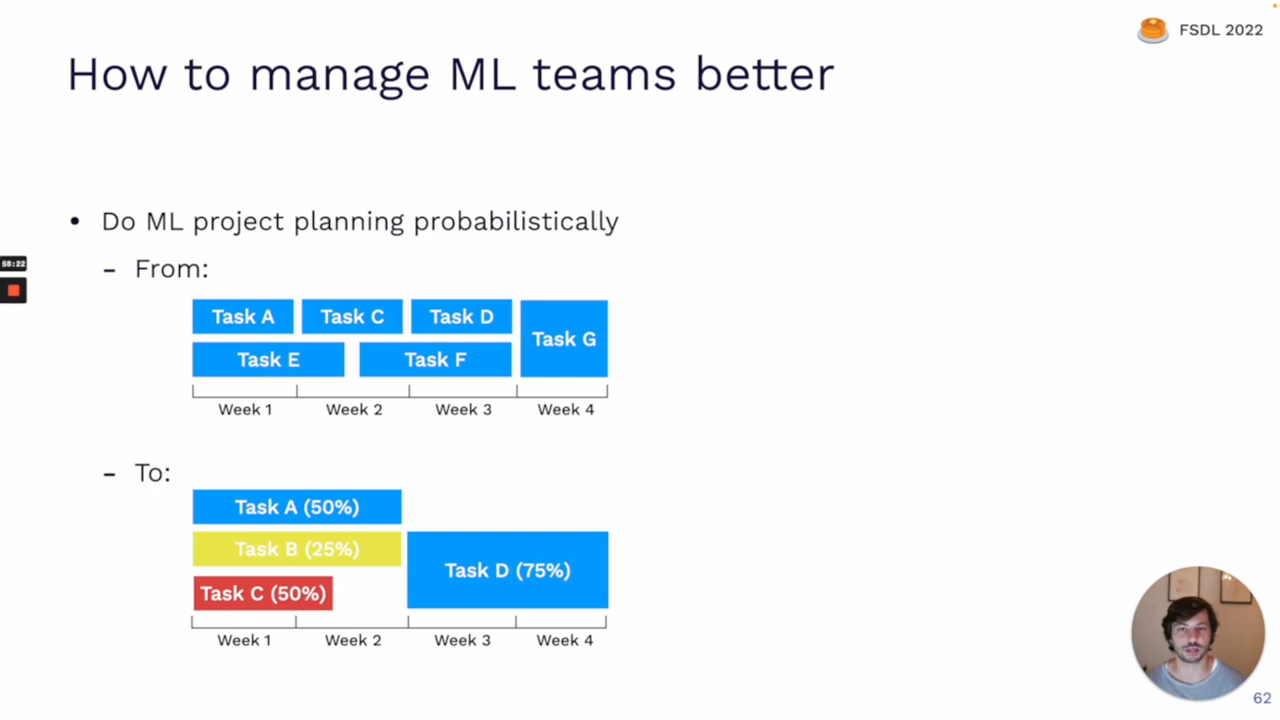 FSDL 2022
How to manage ML teams better
• Do ML project planning probabilistically
– From:
Task A Task C Task D
Task G
Task E Task F
Week 1 Week 2 Week 3 Week 4
– To:
Task A (50%)
Task B (25%)
Task D (75%)
Task C (50%)
Week 1 Week 2 Week 3 Week 4
58:22
62